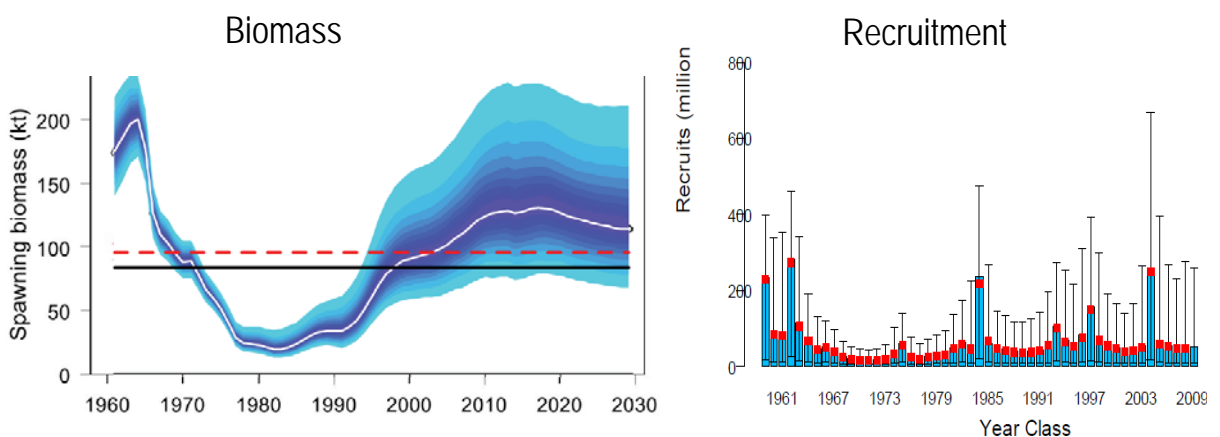 Biomass
Spawning biomass (kt)
200
150
100
50
0
1960 1970 1980 1990 2000 2010 2020 2030
Recruitment
Recruits (million
800
600
400
200
0
1961 1967 1973 1979 1985 1991 1997 2003 2009
Year Class